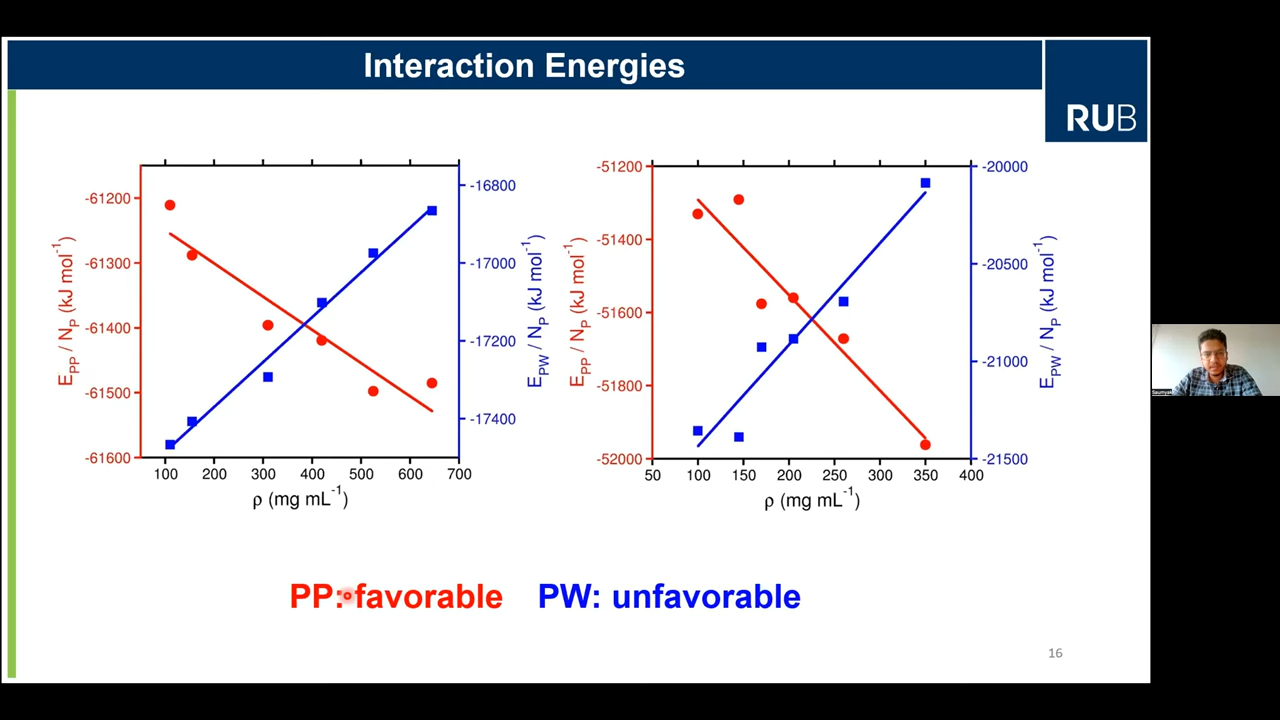 Interaction Energies
RUB
-61200
-61300
-61400
-61500
-61600
E_PP / N_P (kJ mol^-1)
-16800
-17000
-17200
-17400
E_PW / N_P (kJ mol^-1)
100 200 300 400 500 600 700
ρ (mg mL^-1)
-51200
-51400
-51600
-51800
-52000
E_PP / N_P (kJ mol^-1)
-20000
-20500
-21000
-21500
E_PW / N_P (kJ mol^-1)
50 100 150 200 250 300 350 400
ρ (mg mL^-1)
PP: favorable PW: unfavorable
16